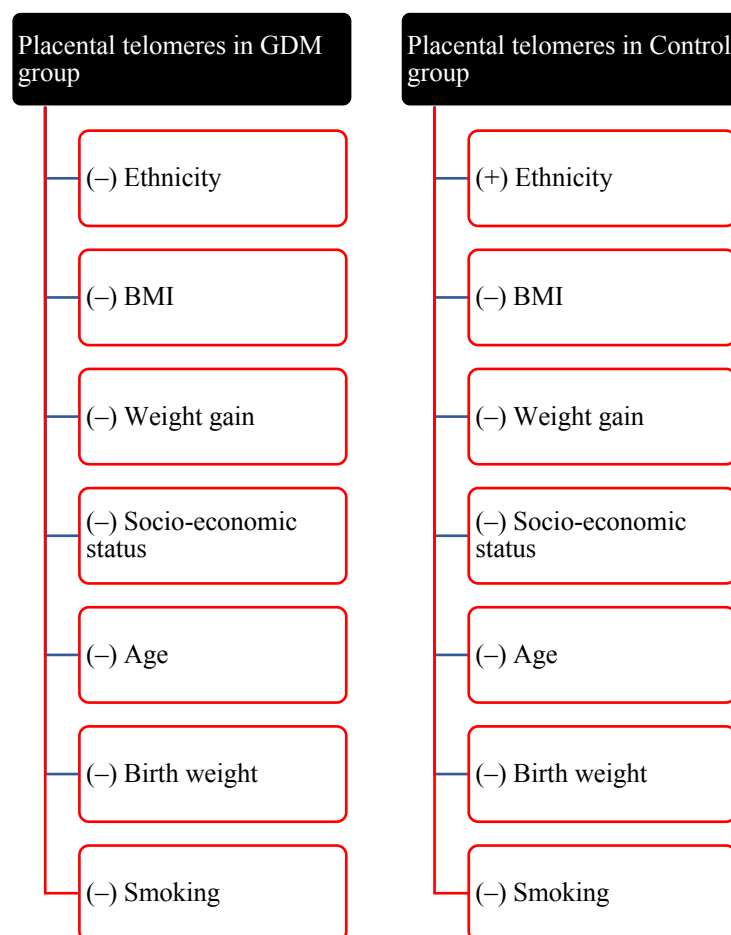 Placental telomeres in GDM
group
(–) Ethnicity
(–) BMI
(–) Weight gain
(–) Socio-economic
status
(–) Age
(–) Birth weight
(–) Smoking
Placental telomeres in Control
group
(+) Ethnicity
(–) BMI
(–) Weight gain
(–) Socio-economic
status
(–) Age
(–) Birth weight
(–) Smoking